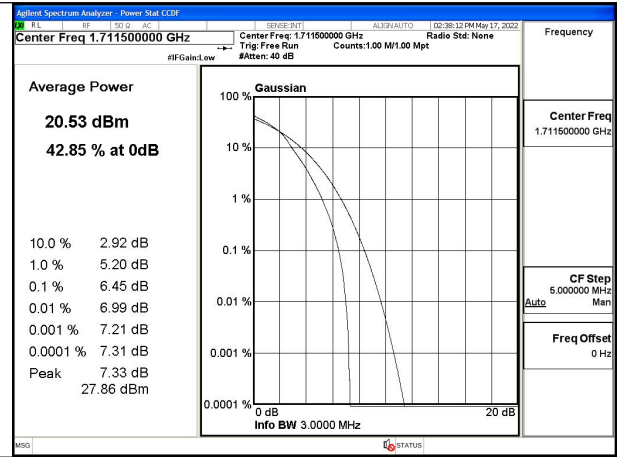 Agilent Spectrum Analyzer - Power Stat CCDF
RL RF 50 Ω AC SENSE:INT ALIGN AUTO 02:38:12 PM May 17, 2022
Center Freq 1.711500000 GHz
Center Freq: 1.711500000 GHz Radio Std: None
Trig: Free Run Counts:1.00 M/1.00 Mpt
#IFGain:Low #Atten: 40 dB
Frequency
Average Power
20.53 dBm
42.85 % at 0dB
10.0 % 2.92 dB
1.0 % 5.20 dB
0.1 % 6.45 dB
0.01 % 6.99 dB
0.001 % 7.21 dB
0.0001 % 7.31 dB
Peak 7.33 dB
27.86 dBm
Gaussian
100 %
10 %
1 %
0.1 %
0.01 %
0.001 %
0.0001 %
0 dB 20 dB
Info BW 3.0000 MHz
Center Freq
1.711500000 GHz
CF Step
5.000000 MHz
Auto Man
Freq Offset
0 Hz
MSG STATUS